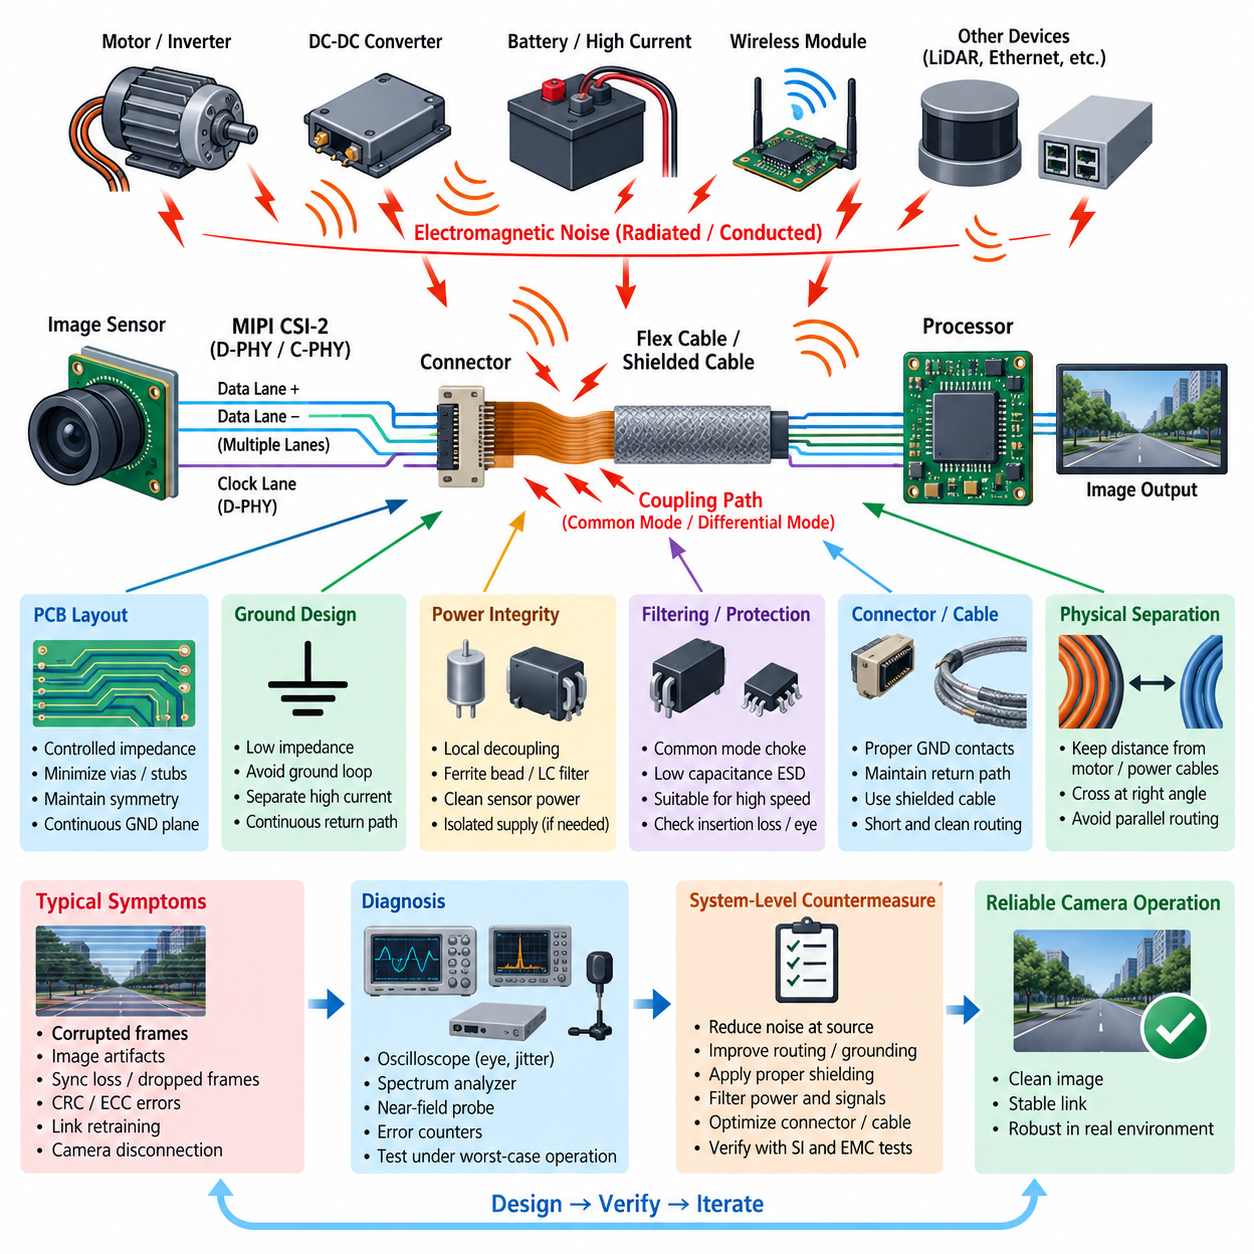 Motor / Inverter
DC-DC Converter
Battery / High Current
Wireless Module
Other Devices
(LiDAR, Ethernet, etc.)
Electromagnetic Noise (Radiated / Conducted)
Image Sensor
MIPI CSI-2
(D-PHY / C-PHY)
Data Lane +
Data Lane –
(Multiple Lanes)
Clock Lane
(D-PHY)
Connector
Flex Cable /
Shielded Cable
Processor
Image Output
Coupling Path
(Common Mode / Differential Mode)
PCB Layout
• Controlled impedance
• Minimize vias / stubs
• Maintain symmetry
• Continuous GND plane
Ground Design
• Low impedance
• Avoid ground loop
• Separate high current
• Continuous return path
Power Integrity
• Local decoupling
• Ferrite bead / LC filter
• Clean sensor power
• Isolated supply (if needed)
Filtering / Protection
• Common mode choke
• Low capacitance ESD
• Suitable for high speed
• Check insertion loss / eye
Connector / Cable
• Proper GND contacts
• Maintain return path
• Use shielded cable
• Short and clean routing
Physical Separation
• Keep distance from
motor / power cables
• Cross at right angle
• Avoid parallel routing
Typical Symptoms
• Corrupted frames
• Image artifacts
• Sync loss / dropped frames
• CRC / ECC errors
• Link retraining
• Camera disconnection
Diagnosis
• Oscilloscope (eye, jitter)
• Spectrum analyzer
• Near-field probe
• Error counters
• Test under worst-case operation
System-Level Countermeasure
• Reduce noise at source
• Improve routing / grounding
• Apply proper shielding
• Filter power and signals
• Optimize connector / cable
• Verify with SI and EMC tests
Reliable Camera Operation
• Clean image
• Stable link
• Robust in real environment
Design → Verify → Iterate